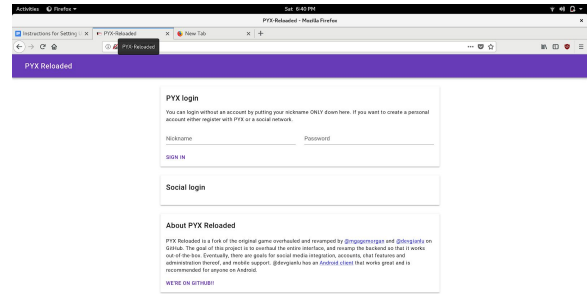 Activities Firefox Sat 6:40 PM
PYX-Reloaded - Mozilla Firefox
Instructions for Setting PYX-Reloaded New Tab
PYX-Reloaded
PYX Reloaded
PYX login
You can login without an account by putting your nickname ONLY down here. If you want to create a personal
account either register with PYX or a social network.
Nickname Password
SIGN IN
Social login
About PYX Reloaded
PYX Reloaded is a fork of the original game overhauled and revamped by @mgagemorgan and @devgianlu on
GitHub. The goal of this project is to overhaul the entire interface, and revamp the backend so that it works
out-of-the-box. Eventually, there are goals for social media integration, accounts, chat features and
administration thereof, and mobile support. @devgianlu has an Android client that works great and is
recommended for anyone on Android.
WE'RE ON GITHUB!!